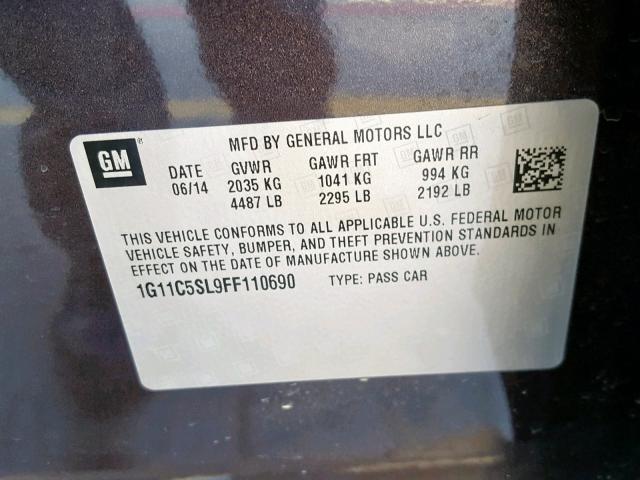 GM ®
MFD BY GENERAL MOTORS LLC
DATE GVWR GAWR FRT GAWR RR
06/14 2035 KG 1041 KG 994 KG
4487 LB 2295 LB 2192 LB
THIS VEHICLE CONFORMS TO ALL APPLICABLE U.S. FEDERAL MOTOR
VEHICLE SAFETY, BUMPER, AND THEFT PREVENTION STANDARDS IN
EFFECT ON THE DATE OF MANUFACTURE SHOWN ABOVE.
1G11C5SL9FF110690 TYPE: PASS CAR